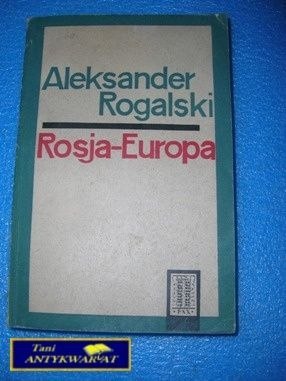 Aleksander
Rogalski
Rosja-Europa
PAX
Tani
ANTYKWARIAT